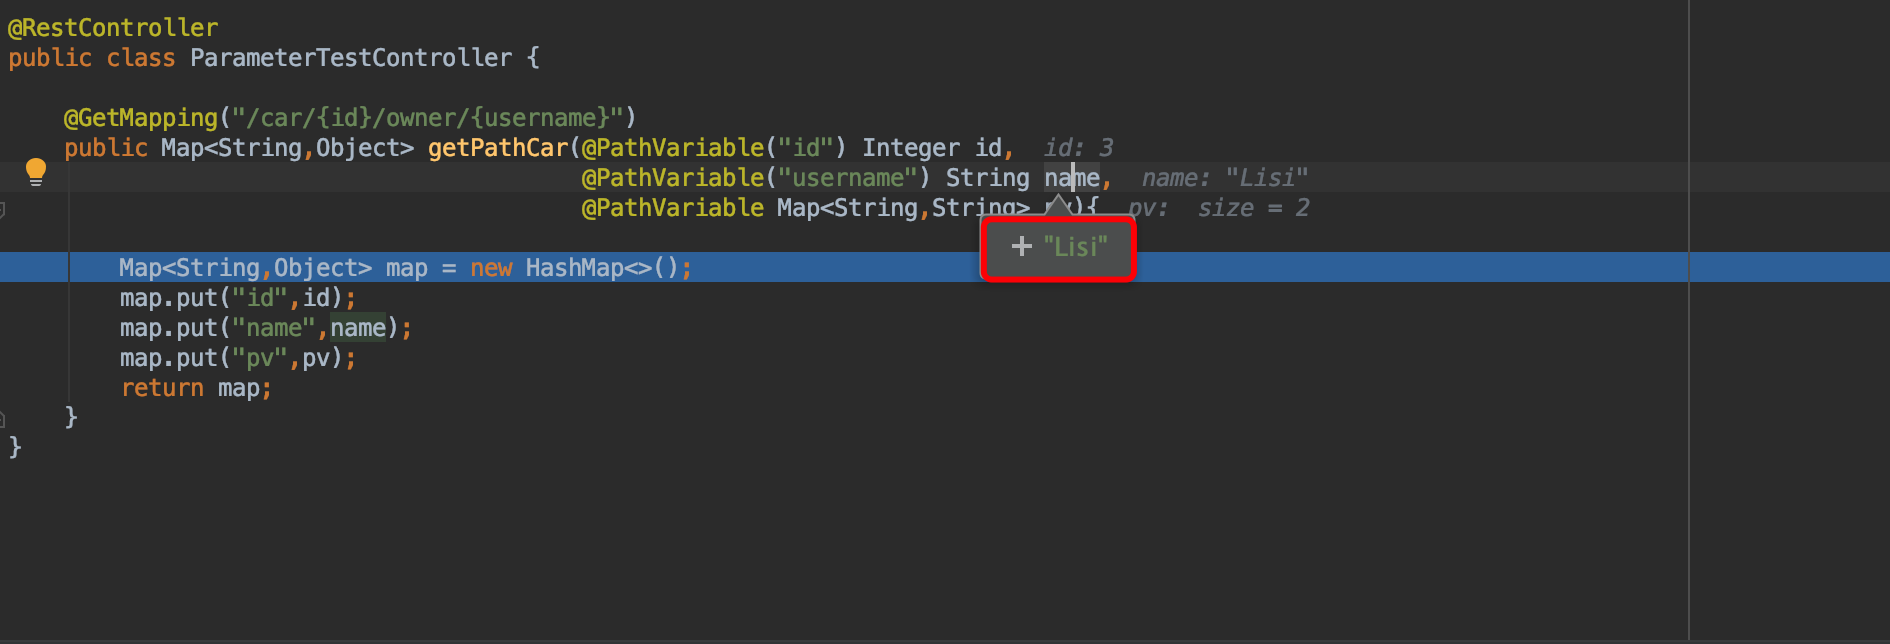 @RestController
public class ParameterTestController {
@GetMapping("/car/{id}/owner/{username}")
public Map<String,Object> getPathCar(@PathVariable("id") Integer id,  id: 3
@PathVariable("username") String name,  name: "Lisi"
@PathVariable Map<String,String> pv){  pv:  size = 2
+ "Lisi"
Map<String,Object> map = new HashMap<>();
map.put("id",id);
map.put("name",name);
map.put("pv",pv);
return map;
}
}